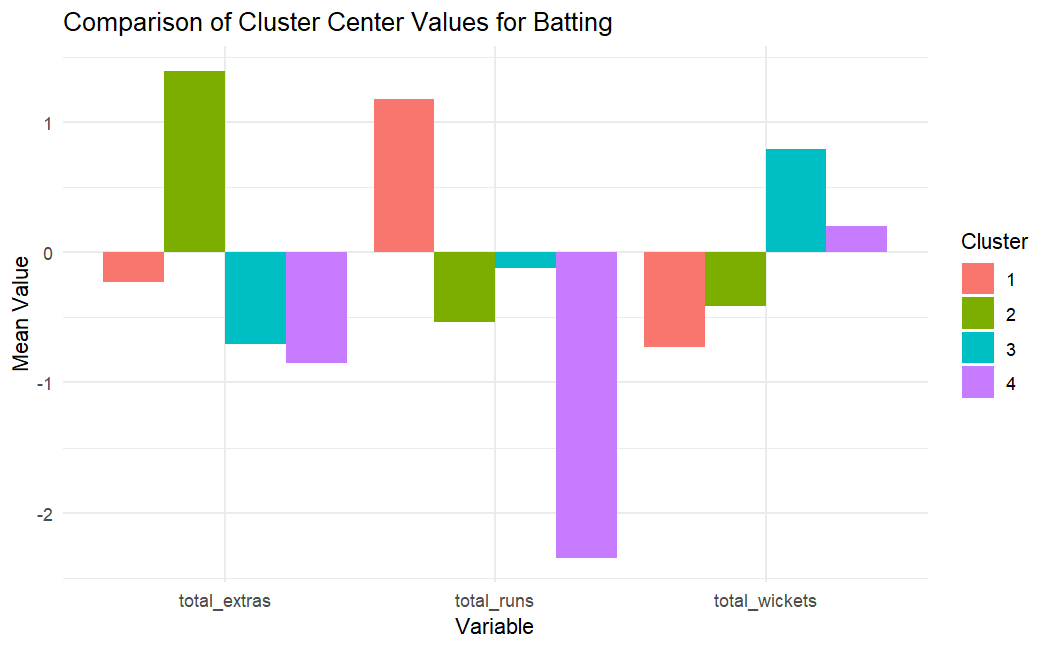 Comparison of Cluster Center Values for Batting
1
0
-1
-2
Mean Value
total_extras
total_runs
total_wickets
Variable
Cluster
1
2
3
4